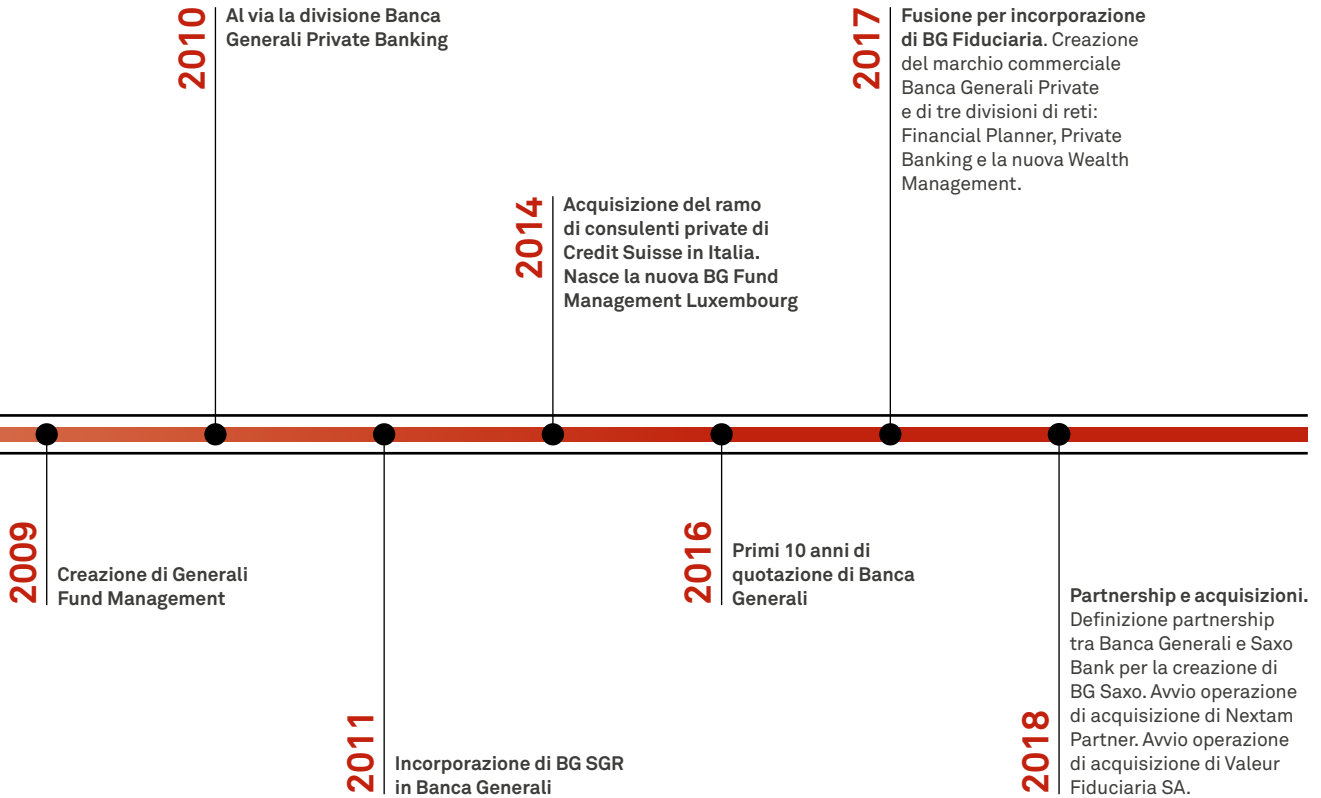 2009
Creazione di Generali
Fund Management
2010
Al via la divisione Banca
Generali Private Banking
2011
Incorporazione di BG SGR
in Banca Generali
2014
Acquisizione del ramo
di consulenti private di
Credit Suisse in Italia.
Nasce la nuova BG Fund
Management Luxembourg
2016
Primi 10 anni di
quotazione di Banca
Generali
2017
Fusione per incorporazione
di BG Fiduciaria. Creazione
del marchio commerciale
Banca Generali Private
e di tre divisioni di reti:
Financial Planner, Private
Banking e la nuova Wealth
Management.
2018
Partnership e acquisizioni.
Definizione partnership
tra Banca Generali e Saxo
Bank per la creazione di
BG Saxo. Avvio operazione
di acquisizione di Nextam
Partner. Avvio operazione
di acquisizione di Valeur
Fiduciaria SA.